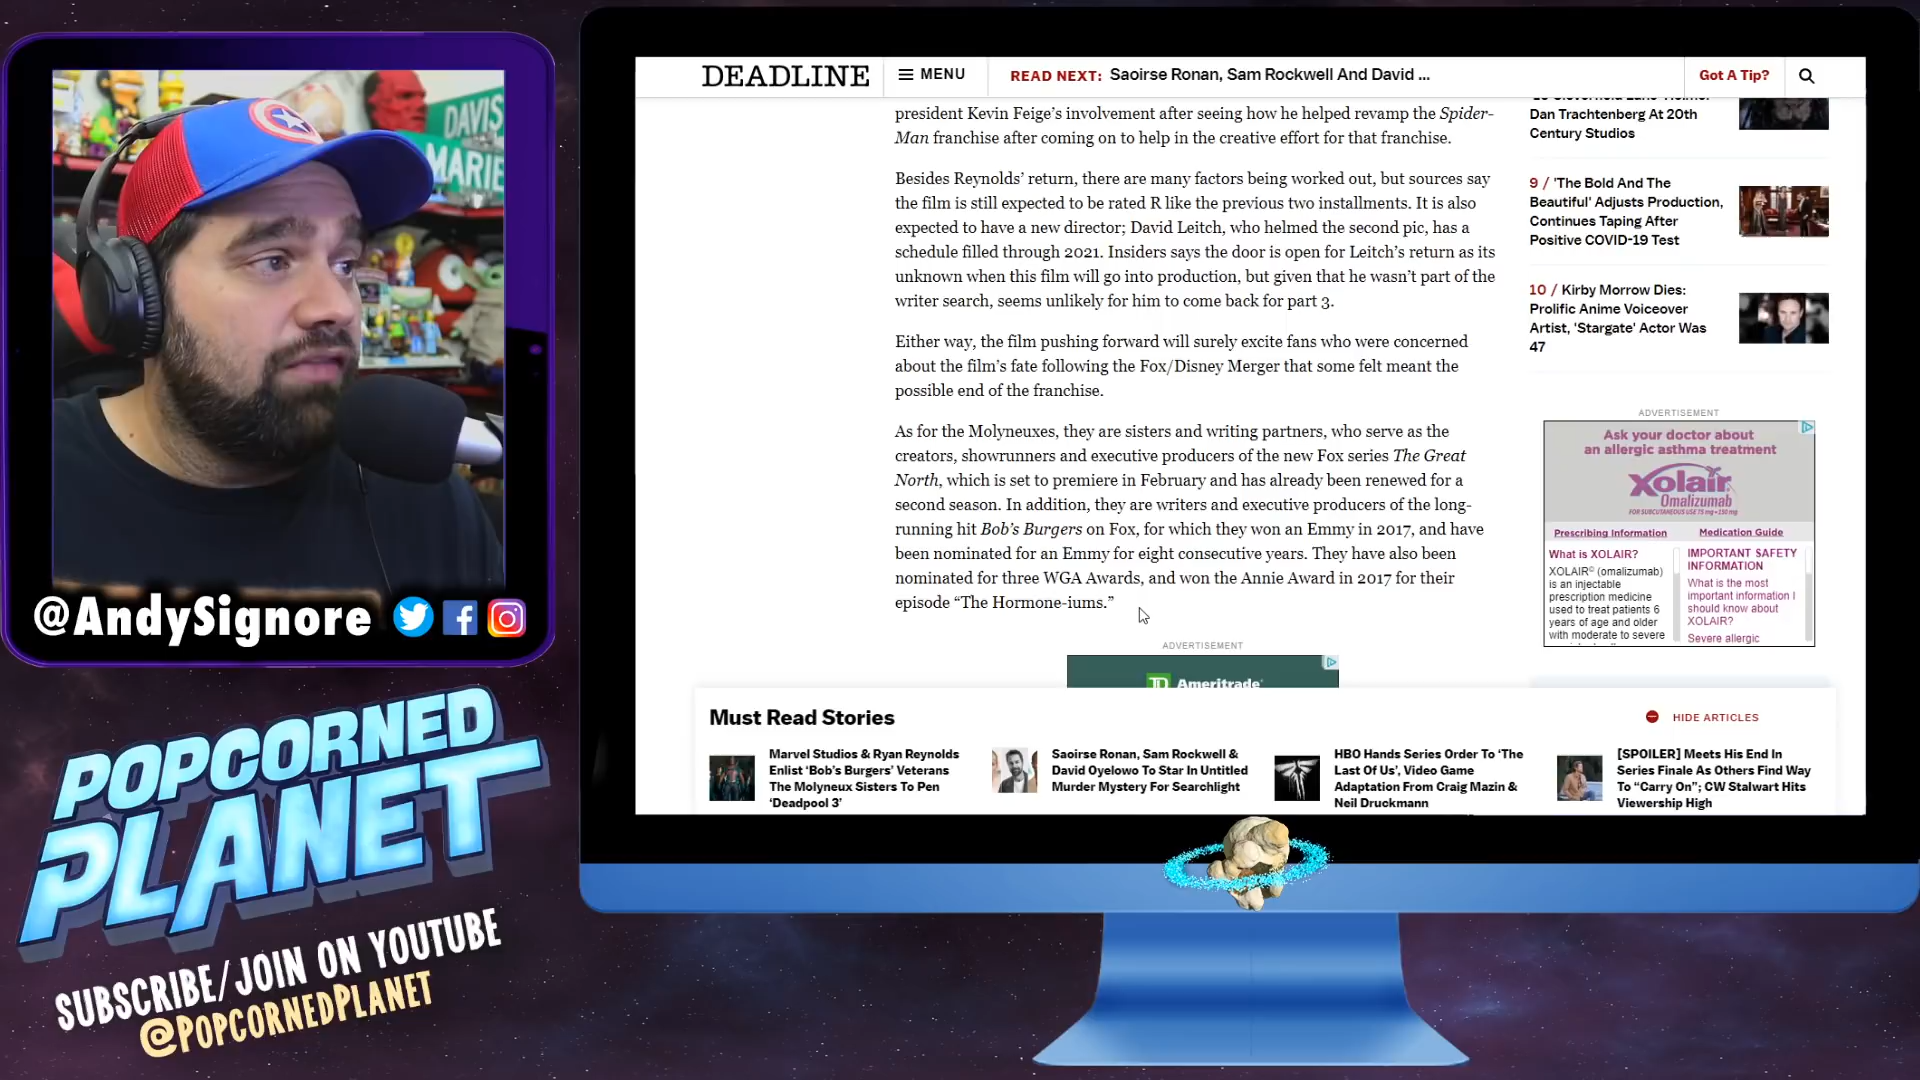 DAVIS
MARIE
@AndySignore
POPCORNED
PLANET
SUBSCRIBE/JOIN ON YOUTUBE
@POPCORNEDPLANET
DEADLINE
MENU
READ NEXT: Saoirse Ronan, Sam Rockwell And David ...
Got A Tip?
president Kevin Feige's involvement after seeing how he helped revamp the Spider-
Man franchise after coming on to help in the creative effort for that franchise.
Besides Reynolds' return, there are many factors being worked out, but sources say
the film is still expected to be rated R like the previous two installments. It is also
expected to have a new director; David Leitch, who helmed the second pic, has a
schedule filled through 2021. Insiders says the door is open for Leitch's return as its
unknown when this film will go into production, but given that he wasn't part of the
writer search, seems unlikely for him to come back for part 3.
Either way, the film pushing forward will surely excite fans who were concerned
about the film's fate following the Fox/Disney Merger that some felt meant the
possible end of the franchise.
As for the Molyneuxes, they are sisters and writing partners, who serve as the
creators, showrunners and executive producers of the new Fox series The Great
North, which is set to premiere in February and has already been renewed for a
second season. In addition, they are writers and executive producers of the long-
running hit Bob's Burgers on Fox, for which they won an Emmy in 2017, and have
been nominated for an Emmy for eight consecutive years. They have also been
nominated for three WGA Awards, and won the Annie Award in 2017 for their
episode “The Hormone-iums.”
ADVERTISEMENT
TD Ameritrade
Dan Trachtenberg At 20th
Century Studios
9 / 'The Bold And The
Beautiful' Adjusts Production,
Continues Taping After
Positive COVID-19 Test
10 / Kirby Morrow Dies:
Prolific Anime Voiceover
Artist, 'Stargate' Actor Was
47
ADVERTISEMENT
Ask your doctor about
an allergic asthma treatment
Xolair
Omalizumab
FOR SUBCUTANEOUS USE 75 mg • 150 mg
Prescribing Information
Medication Guide
What is XOLAIR?
XOLAIR® (omalizumab)
is an injectable
prescription medicine
used to treat patients 6
years of age and older
with moderate to severe
IMPORTANT SAFETY
INFORMATION
What is the most
important information I
should know about
XOLAIR?
Severe allergic
Must Read Stories
HIDE ARTICLES
Marvel Studios & Ryan Reynolds
Enlist ‘Bob's Burgers’ Veterans
The Molyneux Sisters To Pen
‘Deadpool 3’
Saoirse Ronan, Sam Rockwell &
David Oyelowo To Star In Untitled
Murder Mystery For Searchlight
HBO Hands Series Order To ‘The
Last Of Us’, Video Game
Adaptation From Craig Mazin &
Neil Druckmann
[SPOILER] Meets His End In
Series Finale As Others Find Way
To “Carry On”; CW Stalwart Hits
Viewership High